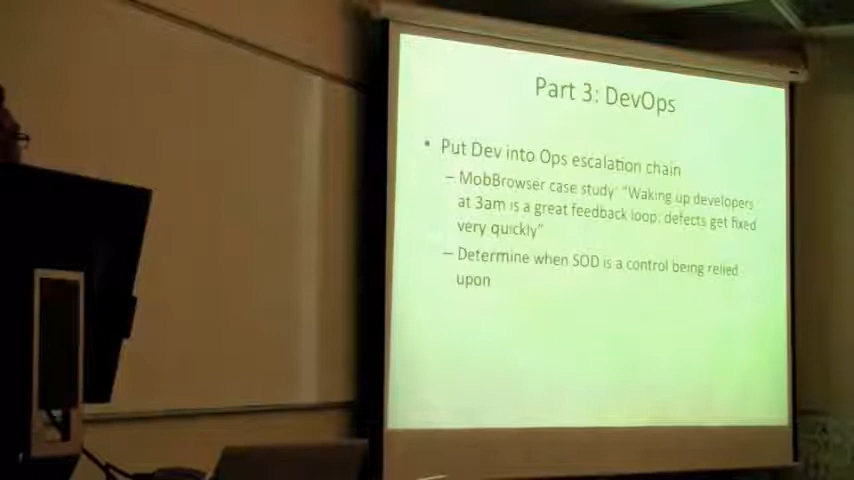 Part 3: DevOps
• Put Dev into Ops escalation chain
– MobBrowser case study: "Waking up developers
at 3am is a great feedback loop: defects get fixed
very quickly"
– Determine when SOD is a control being relied
upon